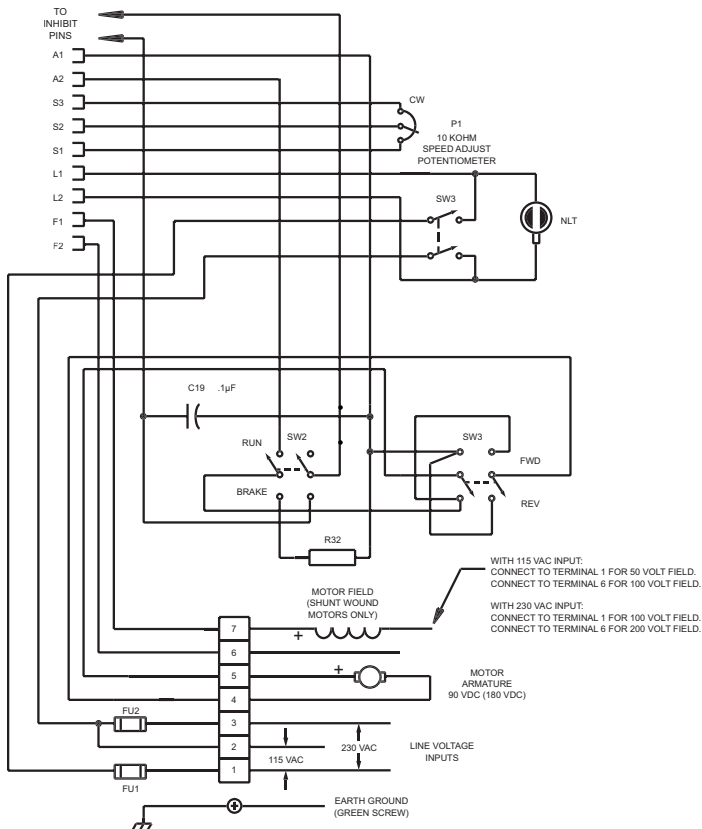 TO
INHIBIT
PINS
A1
A2
S3
S2
S1
L1
L2
F1
F2
CW
P1
10 KOHM
SPEED ADJUST
POTENTIOMETER
SW3
NLT
C19 .1µF
RUN
SW2
BRAKE
SW3
FWD
REV
R32
WITH 115 VAC INPUT:
CONNECT TO TERMINAL 1 FOR 50 VOLT FIELD.
CONNECT TO TERMINAL 6 FOR 100 VOLT FIELD.
WITH 230 VAC INPUT:
CONNECT TO TERMINAL 1 FOR 100 VOLT FIELD.
CONNECT TO TERMINAL 6 FOR 200 VOLT FIELD.
MOTOR FIELD
(SHUNT WOUND
MOTORS ONLY)
7
+
6
5
+
MOTOR
ARMATURE
90 VDC (180 VDC)
4
FU2
3
2
115 VAC
230 VAC
LINE VOLTAGE
INPUTS
1
FU1
EARTH GROUND
(GREEN SCREW)